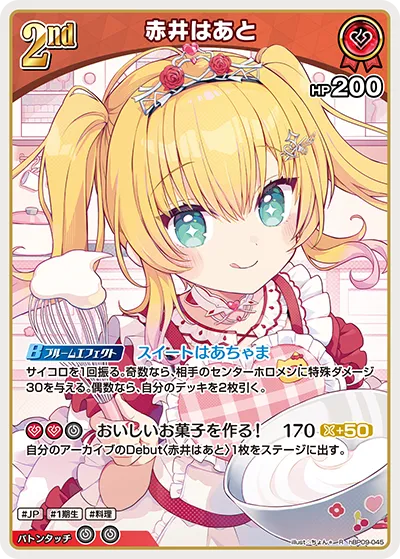 2nd
赤井はあと
HP200
B ブルームエフェクト スイートはあちゃま
サイコロを1回振る。奇数なら、相手のセンターホロメンに特殊ダメージ
30を与える。偶数なら、自分のデッキを2枚引く。
おいしいお菓子を作る! 170 +50
自分のアーカイブのDebut〈赤井はあと〉1枚をステージに出す。
#JP #1期生 #料理
バトンタッチ
hBP09-045